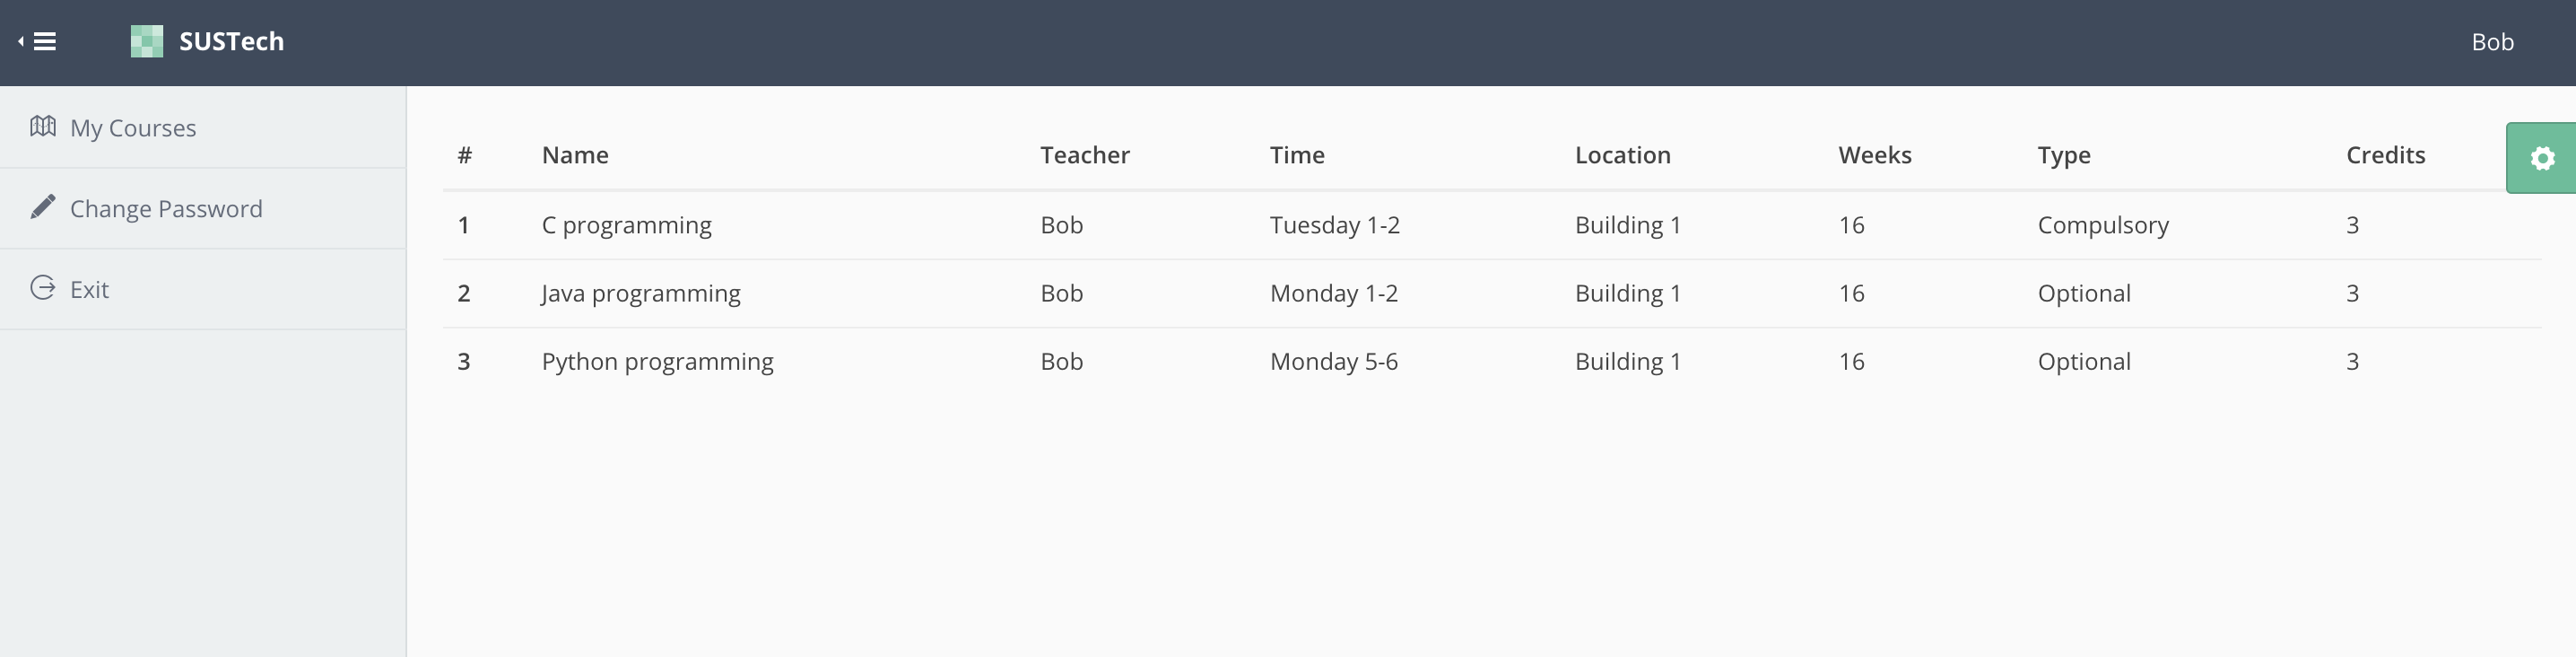 SUSTech
Bob
My Courses
Change Password
Exit
# Name Teacher Time Location Weeks Type Credits
1 C programming Bob Tuesday 1-2 Building 1 16 Compulsory 3
2 Java programming Bob Monday 1-2 Building 1 16 Optional 3
3 Python programming Bob Monday 5-6 Building 1 16 Optional 3